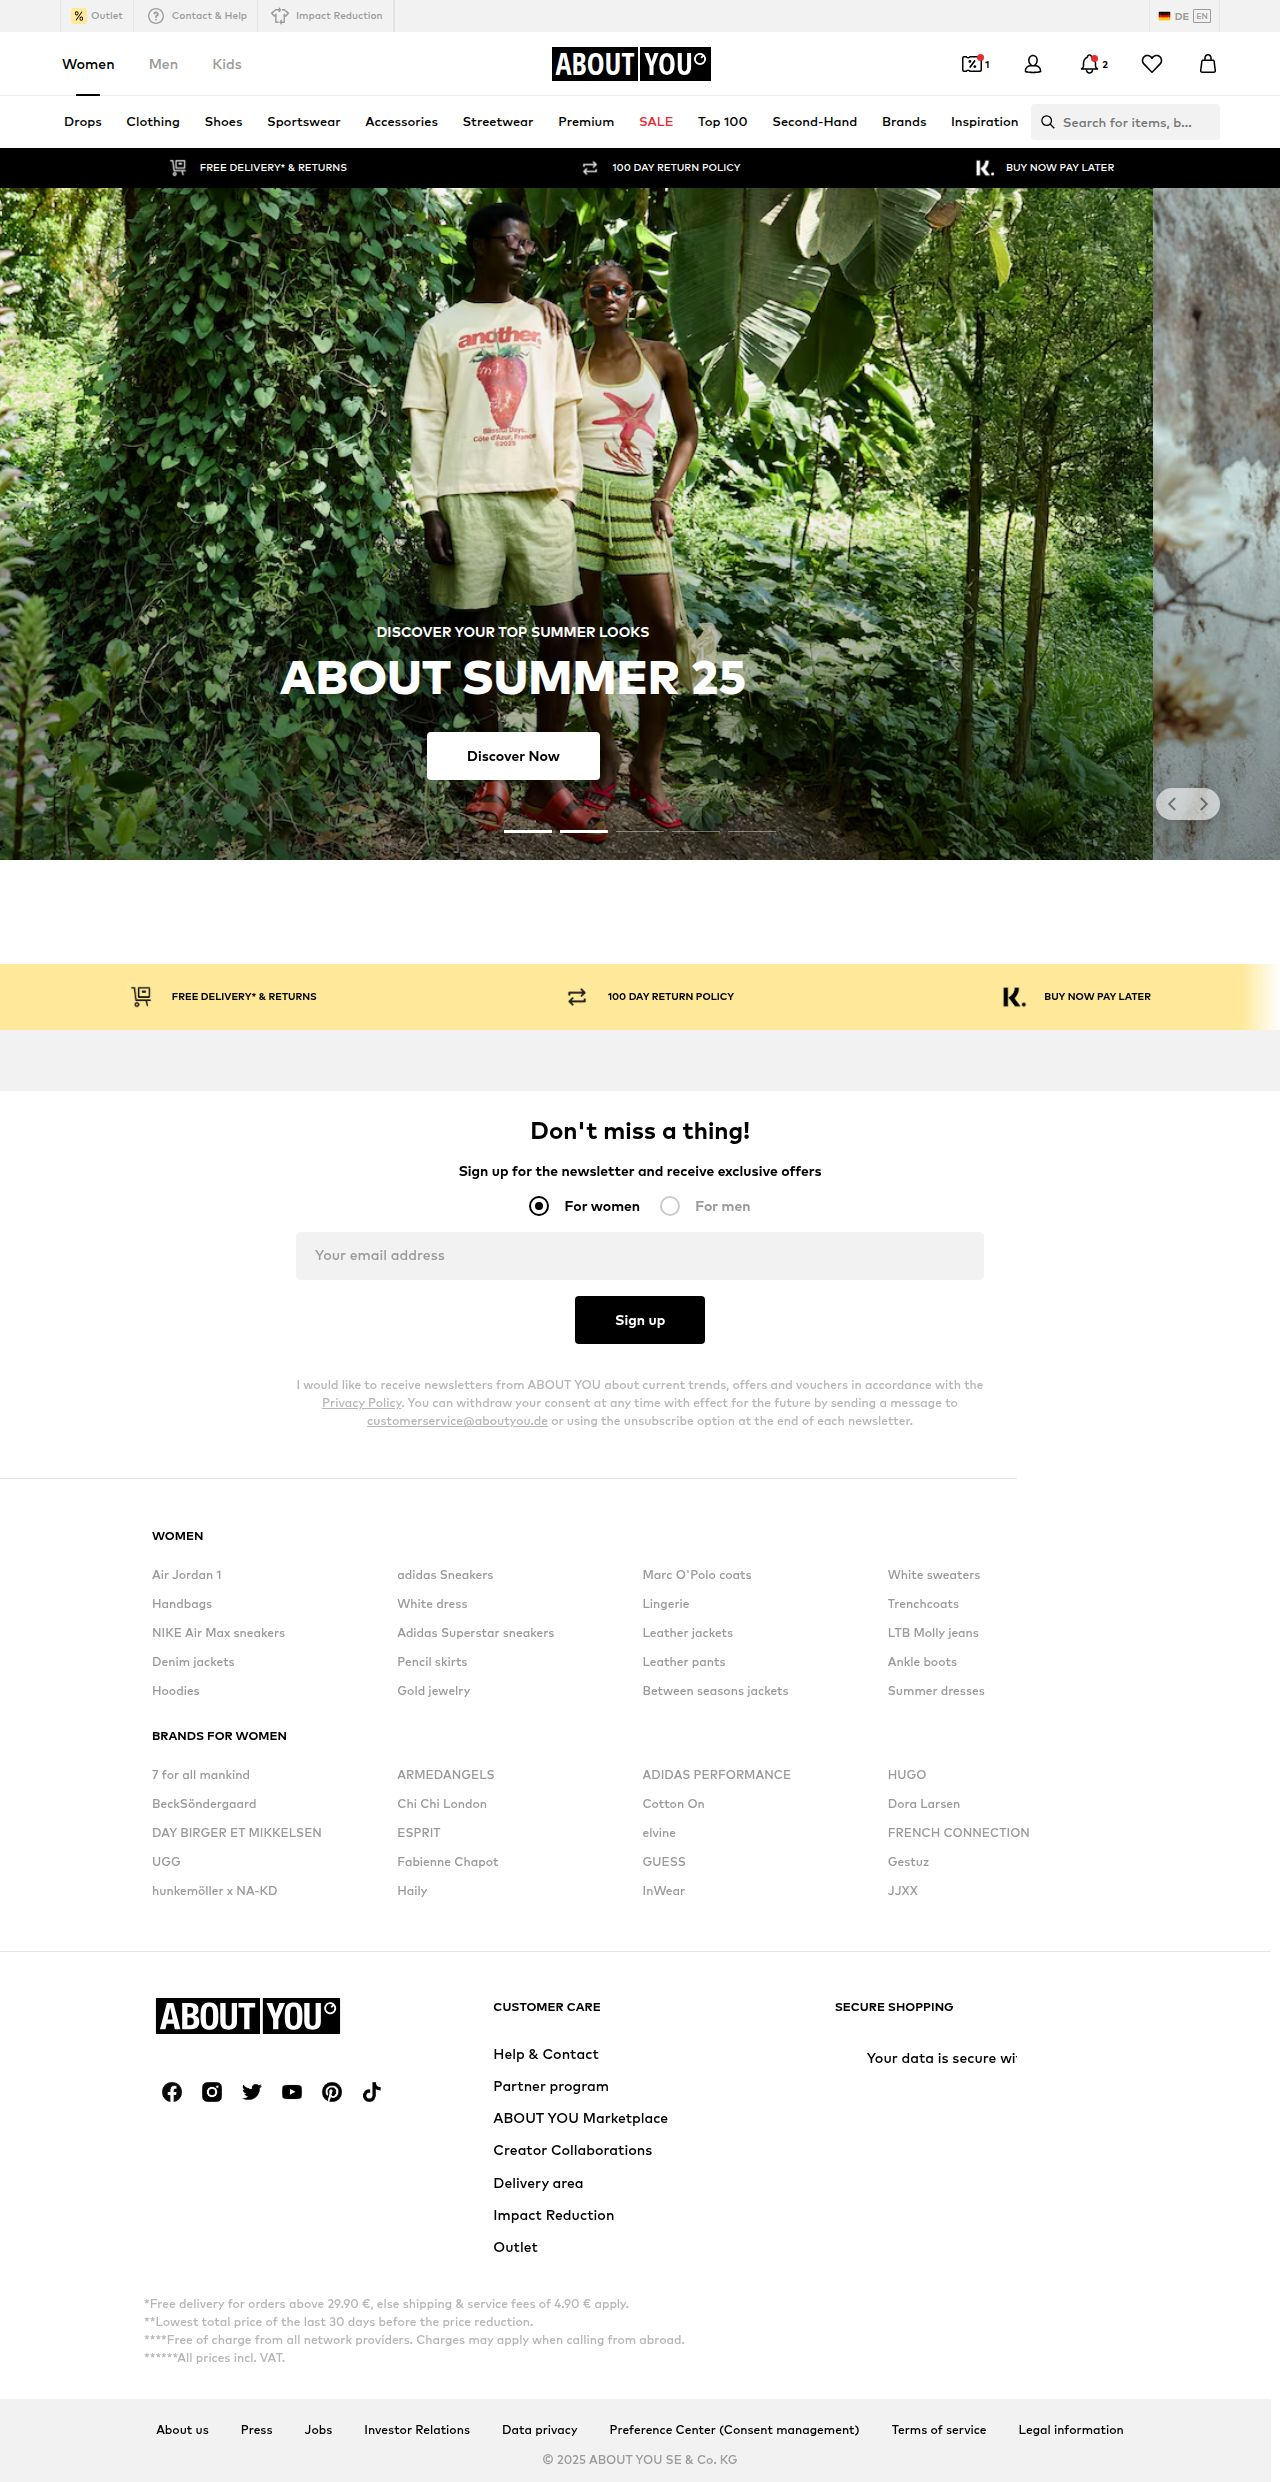 Outlet
Contact & Help
Impact Reduction
DE EN
Women Men Kids
ABOUT YOU
1
2
Drops Clothing Shoes Sportswear Accessories Streetwear Premium SALE Top 100 Second-Hand Brands Inspiration
Search for items, b...
FREE DELIVERY* & RETURNS
100 DAY RETURN POLICY
K. BUY NOW PAY LATER
another.
Blissful Days,
Côte d'Azur, France
©2025
DISCOVER YOUR TOP SUMMER LOOKS
ABOUT SUMMER 25
Discover Now
FREE DELIVERY* & RETURNS
100 DAY RETURN POLICY
K. BUY NOW PAY LATER
Don't miss a thing!
Sign up for the newsletter and receive exclusive offers
For women For men
Your email address
Sign up
I would like to receive newsletters from ABOUT YOU about current trends, offers and vouchers in accordance with the
Privacy Policy. You can withdraw your consent at any time with effect for the future by sending a message to
customerservice@aboutyou.de or using the unsubscribe option at the end of each newsletter.
WOMEN
Air Jordan 1 adidas Sneakers Marc O'Polo coats White sweaters
Handbags White dress Lingerie Trenchcoats
NIKE Air Max sneakers Adidas Superstar sneakers Leather jackets LTB Molly jeans
Denim jackets Pencil skirts Leather pants Ankle boots
Hoodies Gold jewelry Between seasons jackets Summer dresses
BRANDS FOR WOMEN
7 for all mankind ARMEDANGELS ADIDAS PERFORMANCE HUGO
BeckSöndergaard Chi Chi London Cotton On Dora Larsen
DAY BIRGER ET MIKKELSEN ESPRIT elvine FRENCH CONNECTION
UGG Fabienne Chapot GUESS Gestuz
hunkemöller x NA-KD Haily InWear JJXX
ABOUT YOU
CUSTOMER CARE
Help & Contact
Partner program
ABOUT YOU Marketplace
Creator Collaborations
Delivery area
Impact Reduction
Outlet
SECURE SHOPPING
Your data is secure wi
*Free delivery for orders above 29.90 €, else shipping & service fees of 4.90 € apply.
**Lowest total price of the last 30 days before the price reduction.
****Free of charge from all network providers. Charges may apply when calling from abroad.
******All prices incl. VAT.
About us Press Jobs Investor Relations Data privacy Preference Center (Consent management) Terms of service Legal information
© 2025 ABOUT YOU SE & Co. KG